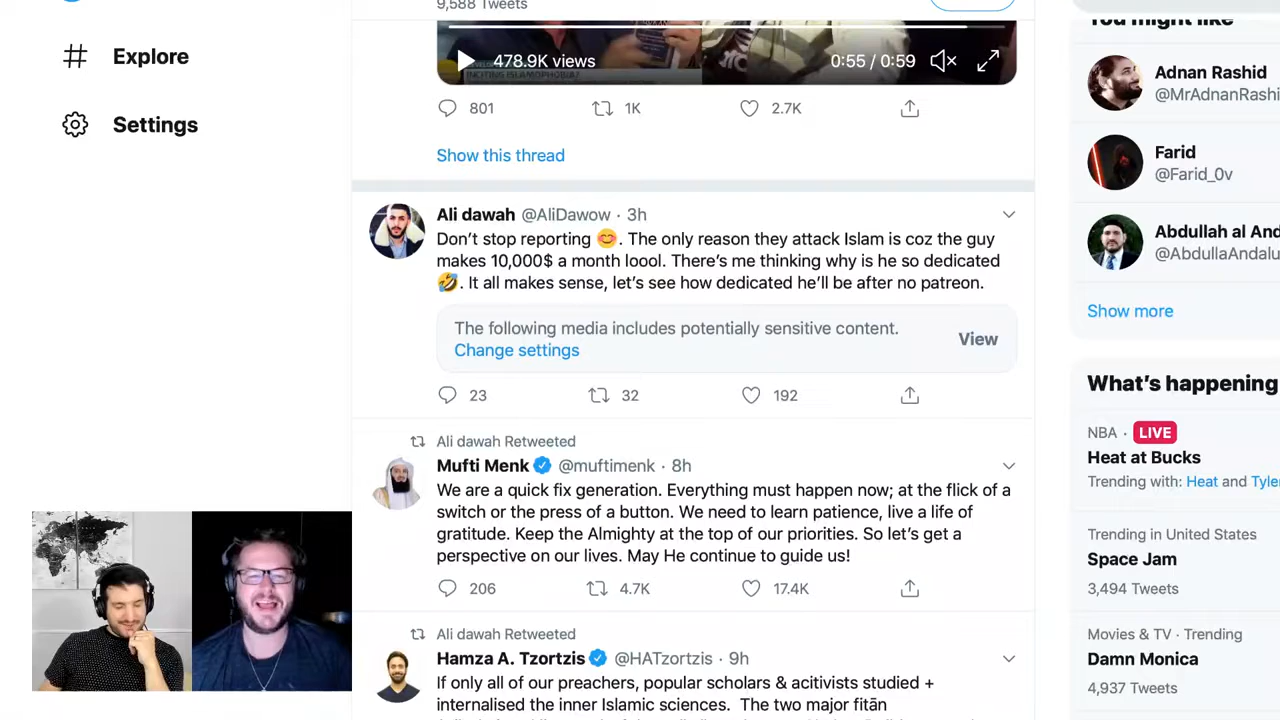 9,588 Tweets
Explore
Settings
INCITING ISLAMOPHOBIA?
478.9K views
0:55 / 0:59
801
1K
2.7K
Show this thread
Ali dawah @AliDawow · 3h
Don't stop reporting 😊. The only reason they attack Islam is coz the guy
makes 10,000$ a month loool. There's me thinking why is he so dedicated
🤣. It all makes sense, let's see how dedicated he'll be after no patreon.
The following media includes potentially sensitive content.
Change settings
View
23
32
192
Ali dawah Retweeted
Mufti Menk @muftimenk · 8h
We are a quick fix generation. Everything must happen now; at the flick of a
switch or the press of a button. We need to learn patience, live a life of
gratitude. Keep the Almighty at the top of our priorities. So let's get a
perspective on our lives. May He continue to guide us!
206
4.7K
17.4K
Ali dawah Retweeted
Hamza A. Tzortzis @HATzortzis · 9h
If only all of our preachers, popular scholars & acitivists studied +
internalised the inner Islamic sciences. The two major fitān
You might like
Adnan Rashid
@MrAdnanRashi
Farid
@Farid_0v
Abdullah al And
@AbdullaAndalu
Show more
What's happening
NBA · LIVE
Heat at Bucks
Trending with: Heat and Tyle
Trending in United States
Space Jam
3,494 Tweets
Movies & TV · Trending
Damn Monica
4,937 Tweets